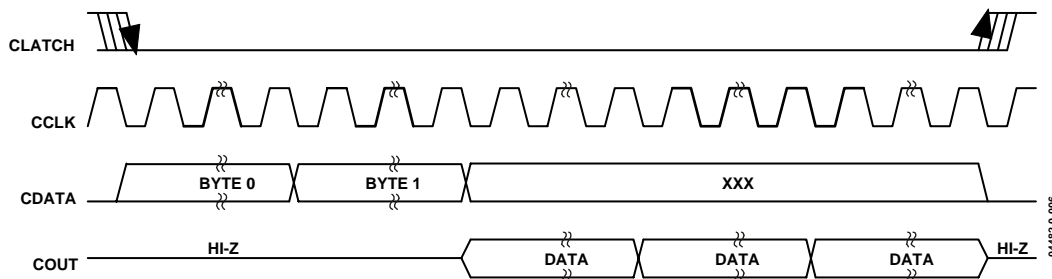 CLATCH
CCLK
CDATA
BYTE 0
BYTE 1
XXX
COUT
HI-Z
DATA
DATA
DATA
HI-Z